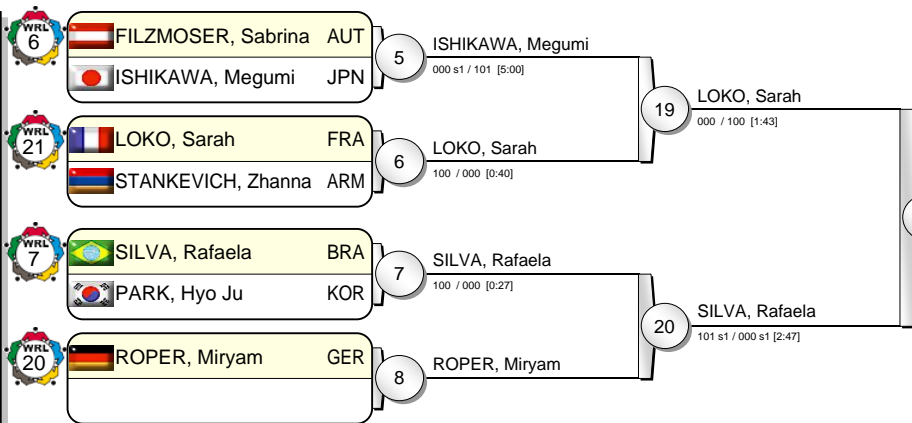 WRL
6
FILZMOSER, Sabrina AUT
ISHIKAWA, Megumi JPN
5
ISHIKAWA, Megumi
000 s1 / 101 [5:00]
WRL
21
LOKO, Sarah FRA
STANKEVICH, Zhanna ARM
6
LOKO, Sarah
100 / 000 [0:40]
19
LOKO, Sarah
000 / 100 [1:43]
WRL
7
SILVA, Rafaela BRA
PARK, Hyo Ju KOR
7
SILVA, Rafaela
100 / 000 [0:27]
WRL
20
ROPER, Miryam GER
8
ROPER, Miryam
20
SILVA, Rafaela
101 s1 / 000 s1 [2:47]